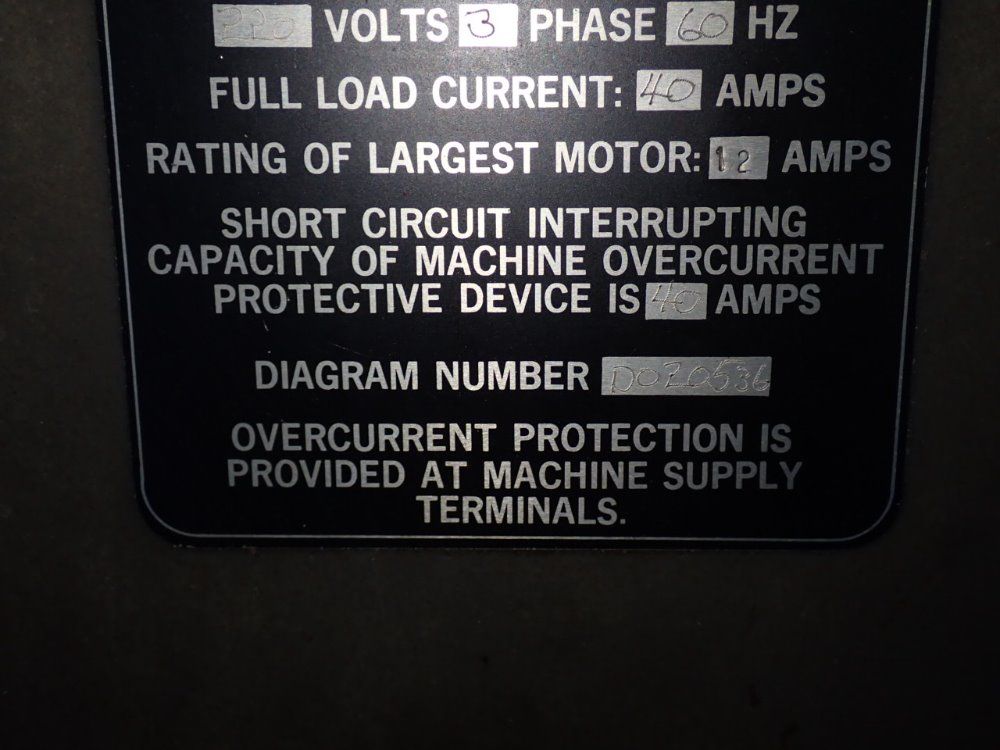 220 VOLTS 3 PHASE 60 HZ
FULL LOAD CURRENT: 40 AMPS
RATING OF LARGEST MOTOR: 12 AMPS
SHORT CIRCUIT INTERRUPTING
CAPACITY OF MACHINE OVERCURRENT
PROTECTIVE DEVICE IS 40 AMPS
DIAGRAM NUMBER D020536
OVERCURRENT PROTECTION IS
PROVIDED AT MACHINE SUPPLY
TERMINALS.